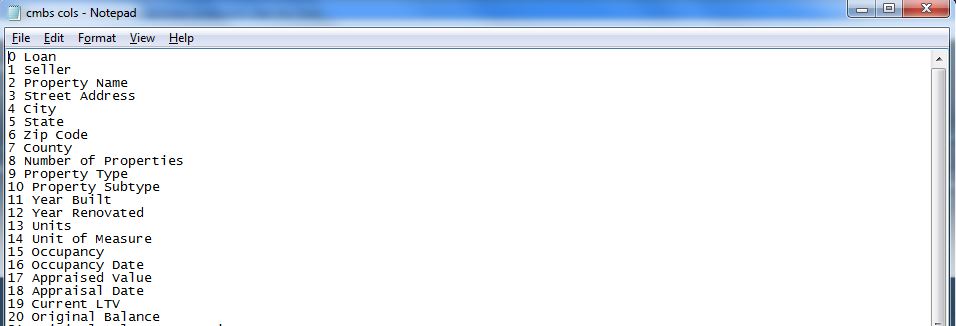 cmbs cols - Notepad
File Edit Format View Help
0 Loan
1 Seller
2 Property Name
3 Street Address
4 City
5 State
6 Zip Code
7 County
8 Number of Properties
9 Property Type
10 Property Subtype
11 Year Built
12 Year Renovated
13 Units
14 Unit of Measure
15 Occupancy
16 Occupancy Date
17 Appraised Value
18 Appraisal Date
19 Current LTV
20 Original Balance